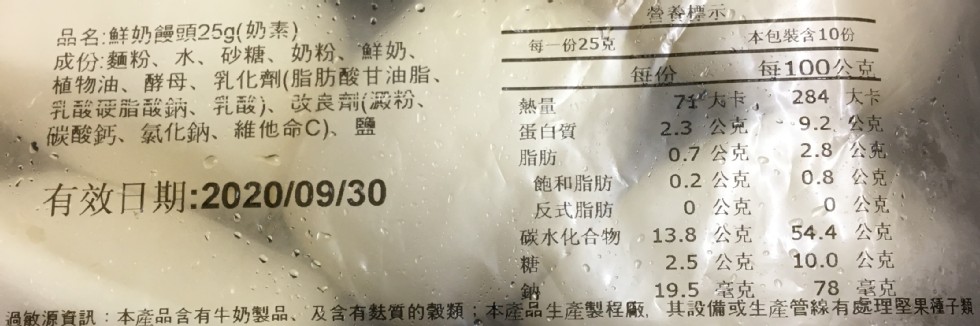 品名:鮮奶饅頭25g(奶素)
成份:麵粉、水、砂糖、奶粉、鮮奶、
植物油、酵母、乳化劑(脂肪酸甘油脂、
乳酸硬脂酸鈉、乳酸)、改良劑(澱粉、
碳酸鈣、氯化鈉、維他命C)、鹽
有效日期:2020/09/30
營養標示
每一份25克 本包裝含10份
每份 每100公克
熱量 71 大卡 284 大卡
蛋白質 2.3 公克 9.2 公克
脂肪 0.7 公克 2.8 公克
飽和脂肪 0.2 公克 0.8 公克
反式脂肪 0 公克 0 公克
碳水化合物 13.8 公克 54.4 公克
糖 2.5 公克 10.0 公克
鈉 19.5 毫克 78 毫克
過敏源資訊：本產品含有牛奶製品、及含有麩質的穀類；本產品生產製程廠，其設備或生產管線有處理堅果種子類